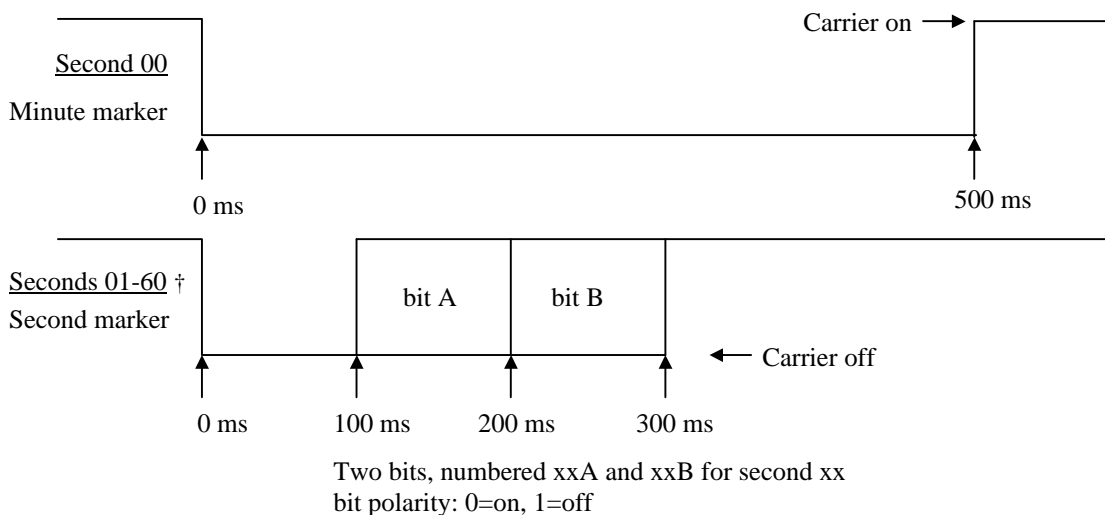 Carrier on
Second 00
Minute marker
0 ms
500 ms
Seconds 01-60 †
Second marker
bit A
bit B
Carrier off
0 ms
100 ms
200 ms
300 ms
Two bits, numbered xxA and xxB for second xx
bit polarity: 0=on, 1=off